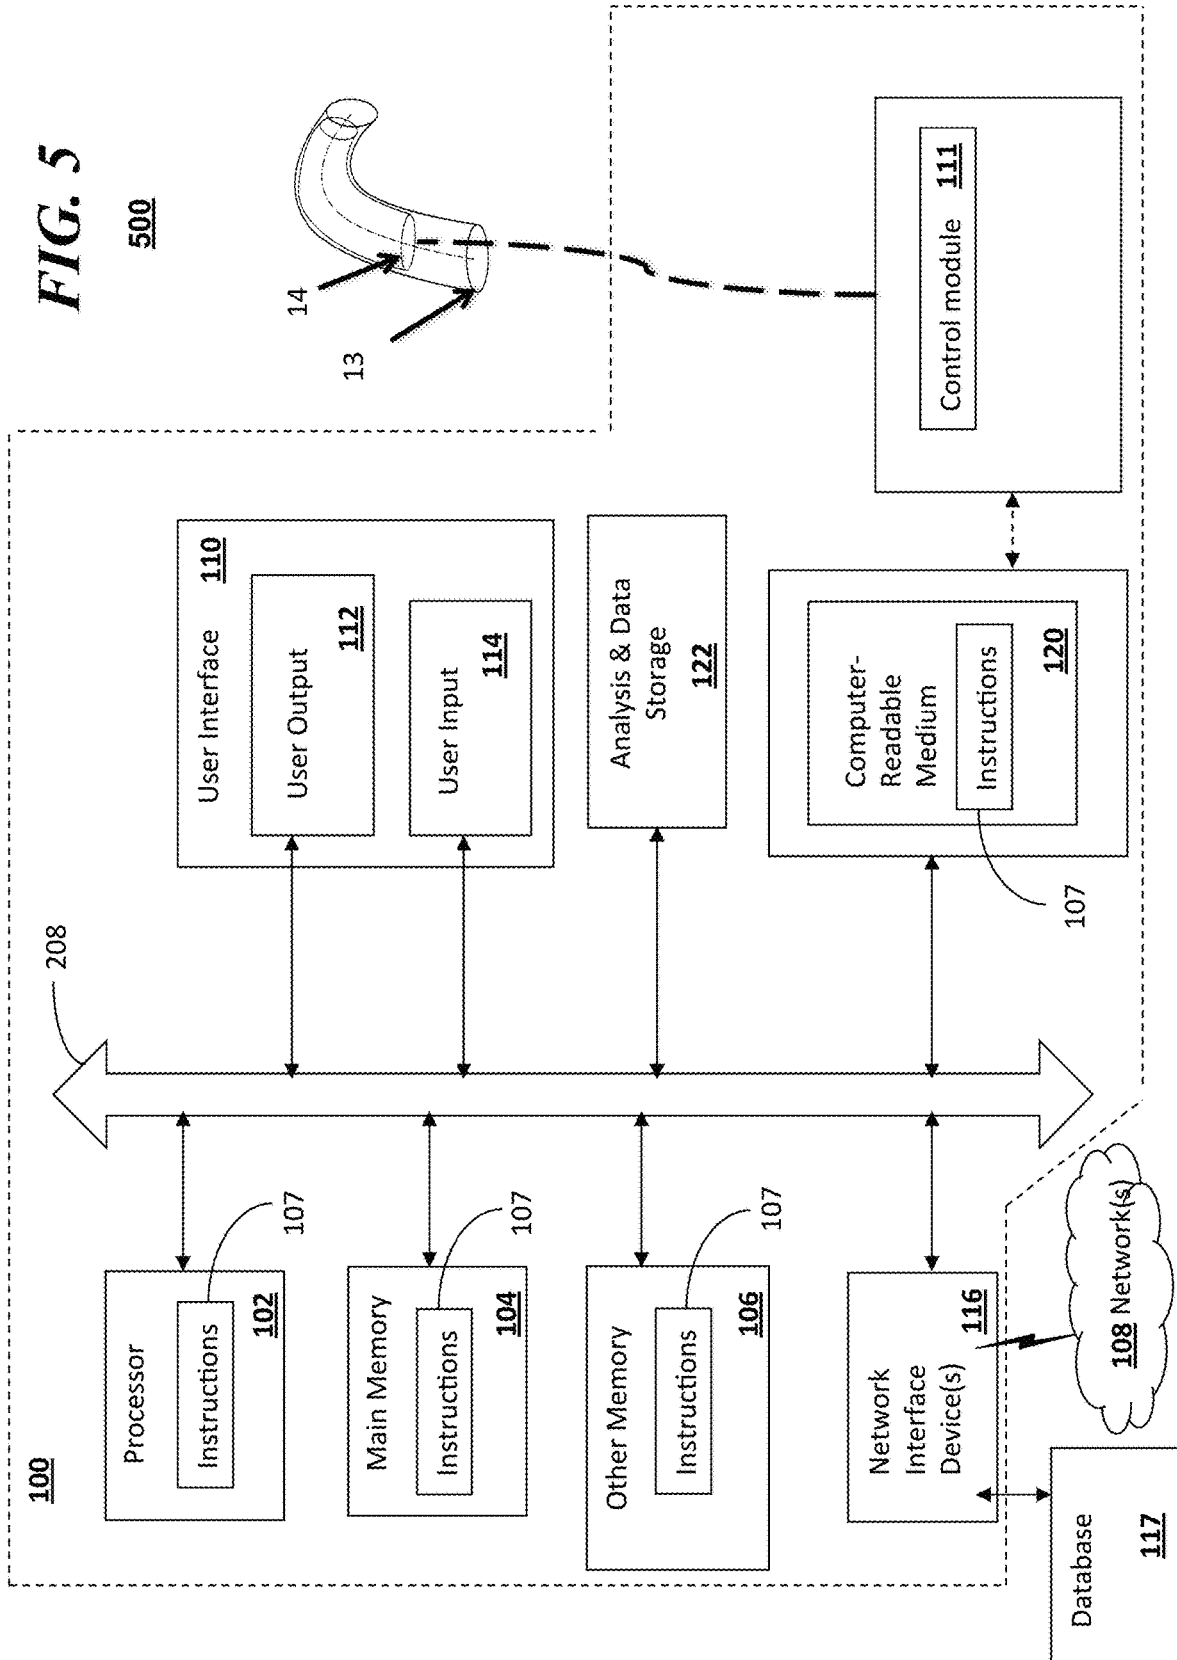 FIG. 5
500
100
Processor
Instructions
102
107
Main Memory
Instructions
104
107
Other Memory
Instructions
106
107
Network
Interface
Device(s)
116
108 Network(s)
Database
117
208
User Interface
110
User Output
112
User Input
114
Analysis & Data
Storage
122
Computer-
Readable
Medium
Instructions
120
107
Control module
111
13
14